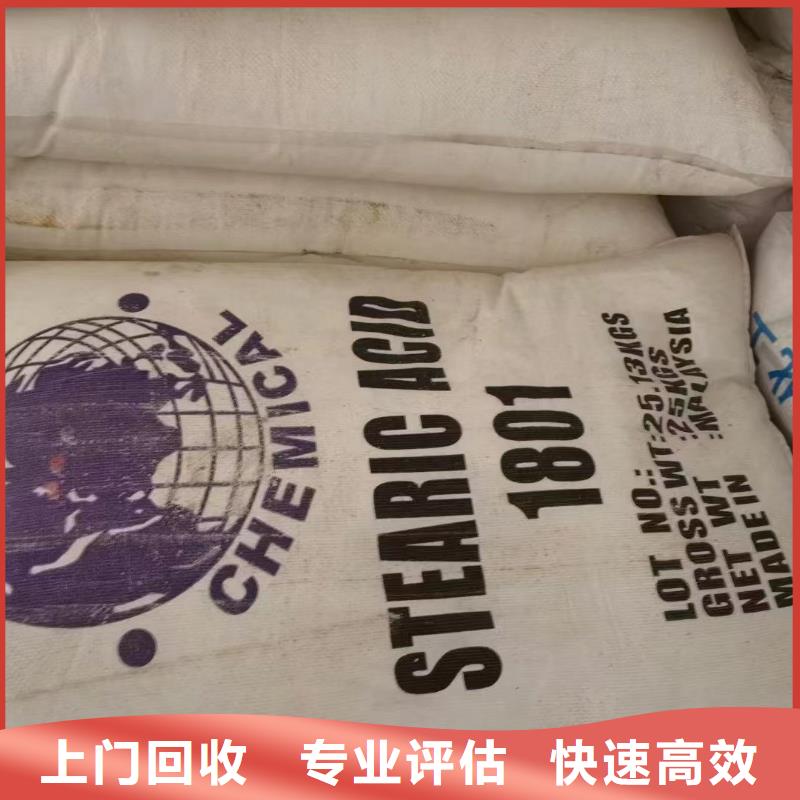 CHEMICAL
STEARIC ACID
1801
LOT NO.:
GROSS WT:25.13KGS
NET WT :25KGS
MADE IN :MALAYSIA
上门回收 专业评估 快速高效